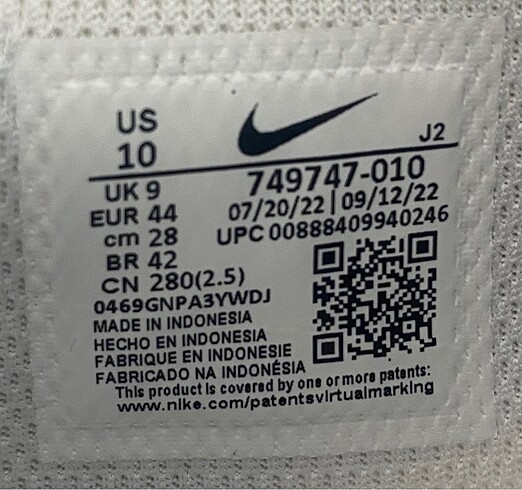 US
10
J2
UK 9
EUR 44
cm 28
BR 42
CN 280(2.5)
749747-010
07/20/22 | 09/12/22
UPC 00888409940246
0469GNPA3YWDJ
MADE IN INDONESIA
HECHO EN INDONESIA
FABRIQUE EN INDONESIE
FABRICADO NA INDONÉSIA
This product is covered by one or more patents:
www.nike.com/patentsvirtualmarking